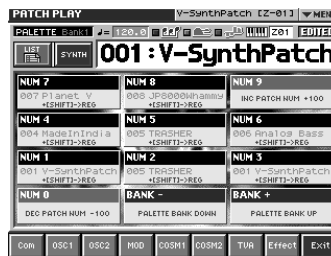 PATCH PLAY V-SynthPatch [Z-01] ▼MEN
PALETTE Bank1 ♩= 120.0 Z01 EDITED
LIST SYNTH 001:V-SynthPatch
NUM 7 NUM 8 NUM 9
007 Planet V 008 JP8000Whammy INC PATCH NUM +100
+[SHIFT]->REG +[SHIFT]->REG
NUM 4 NUM 5 NUM 6
004 MadeInIndia 005 TRASHER 006 Analog Bass
+[SHIFT]->REG +[SHIFT]->REG +[SHIFT]->REG
NUM 1 NUM 2 NUM 3
001 V-SynthPatch 005 TRASHER 001 V-SynthPatch
+[SHIFT]->REG +[SHIFT]->REG +[SHIFT]->REG
NUM 0 BANK - BANK +
DEC PATCH NUM -100 PALETTE BANK DOWN PALETTE BANK UP
Com OSC1 OSC2 MOD COSM1 COSM2 TVA Effect Exit